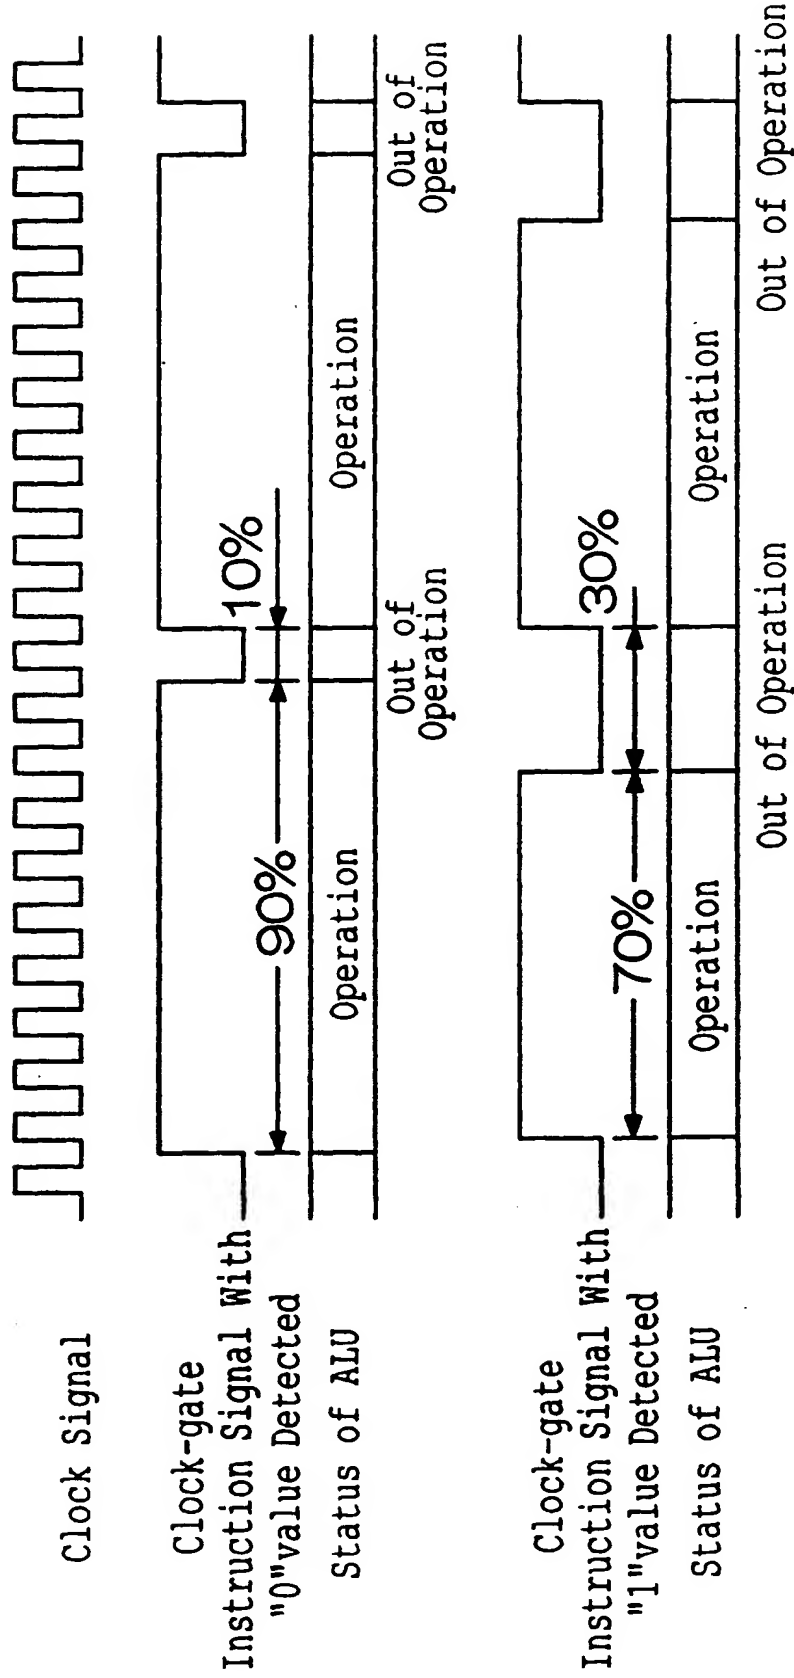 Clock Signal
Clock-gate
Instruction Signal With
"0"value Detected
90%
10%
Status of ALU
Operation
Operation
Out of
Operation
Out of
Operation
Clock-gate
Instruction Signal With
"1"value Detected
70%
30%
Status of ALU
Operation
Operation
Out of Operation
Out of Operation